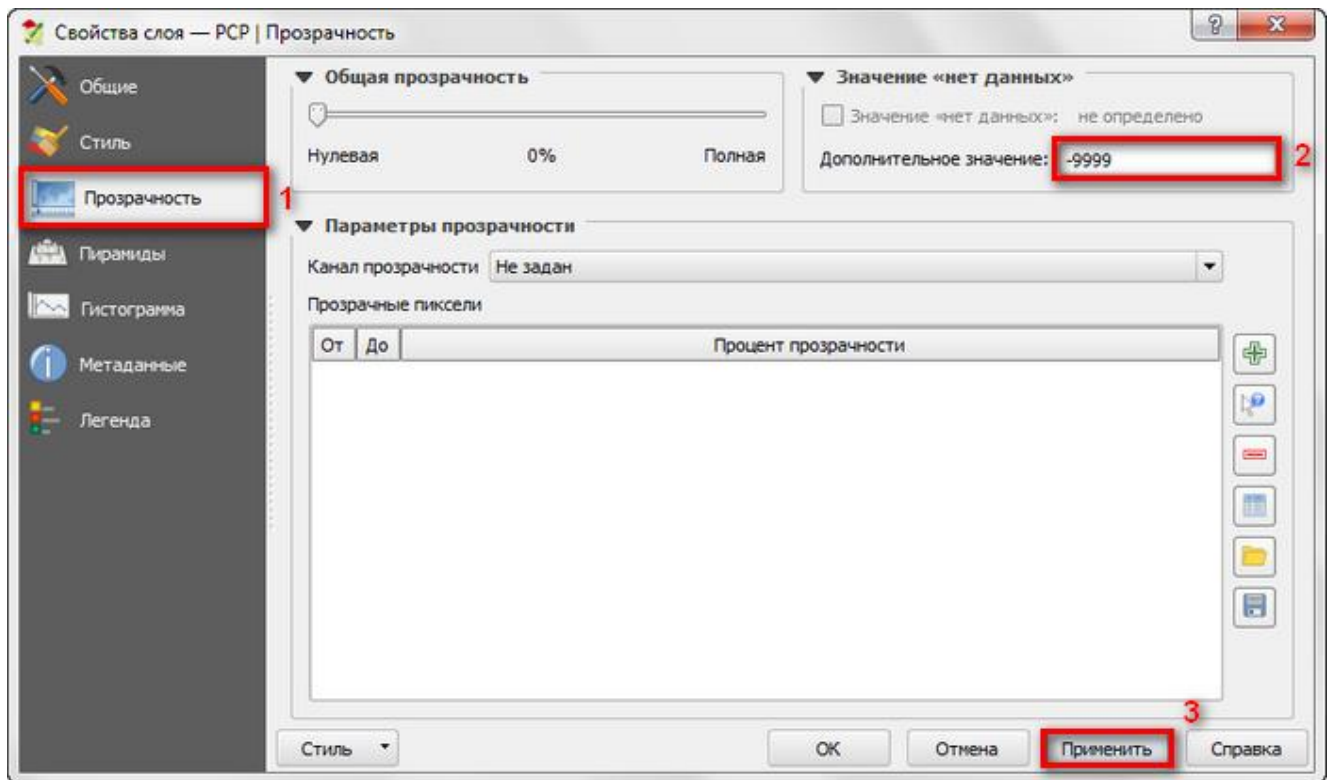 Свойства слоя — PCP | Прозрачность
Общие
Стиль
Прозрачность
1
Пирамиды
Гистограмма
Метаданные
Легенда
Общая прозрачность
Нулевая 0% Полная
Значение «нет данных»
Значение «нет данных»: не определено
Дополнительное значение: -9999 2
Параметры прозрачности
Канал прозрачности Не задан
Прозрачные пиксели
От До Процент прозрачности
3
Стиль OK Отмена Применить Справка